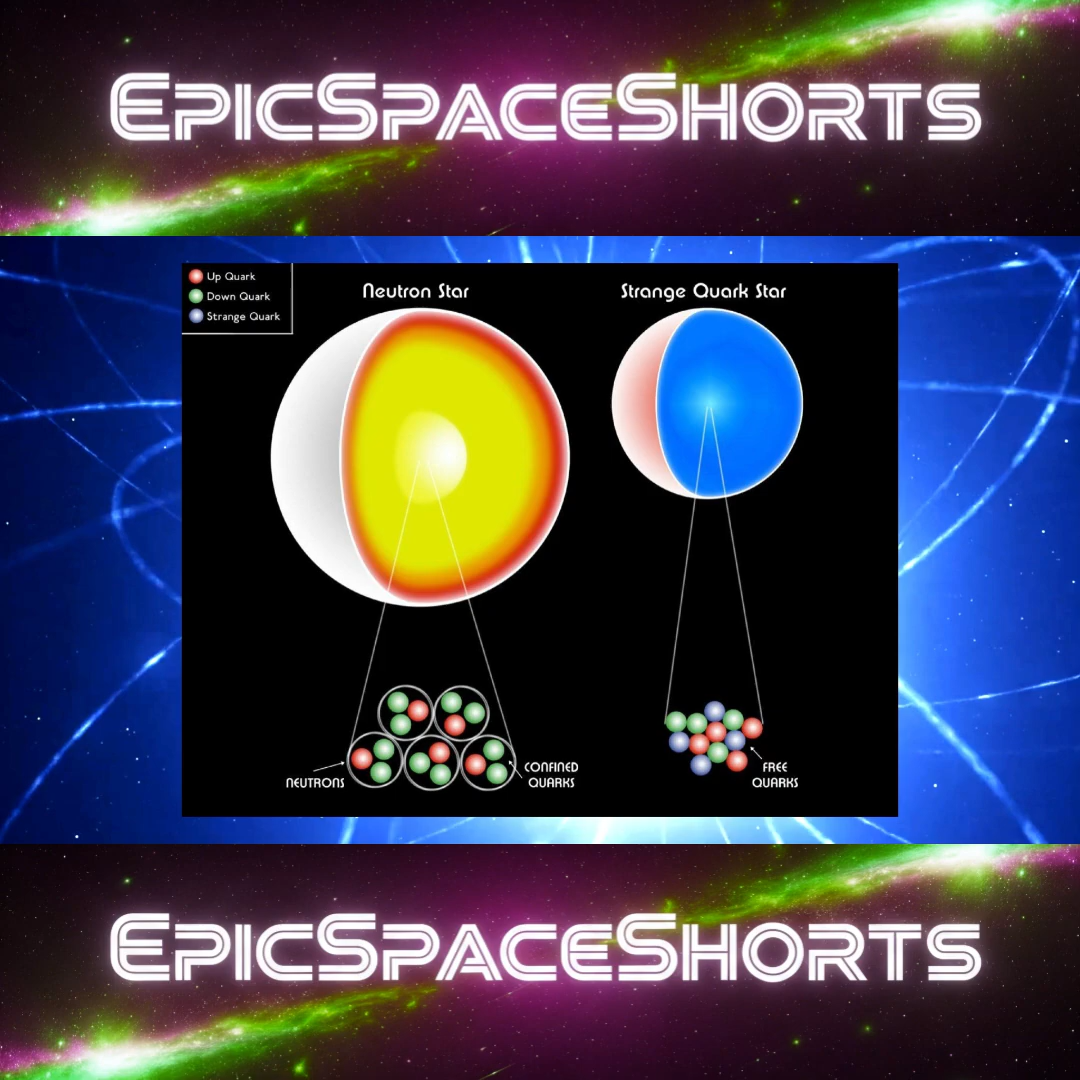 EPICSPACESHORTS
Up Quark
Down Quark
Strange Quark
Neutron Star
Strange Quark Star
NEUTRONS
CONFINED
QUARKS
FREE
QUARKS
EPICSPACESHORTS